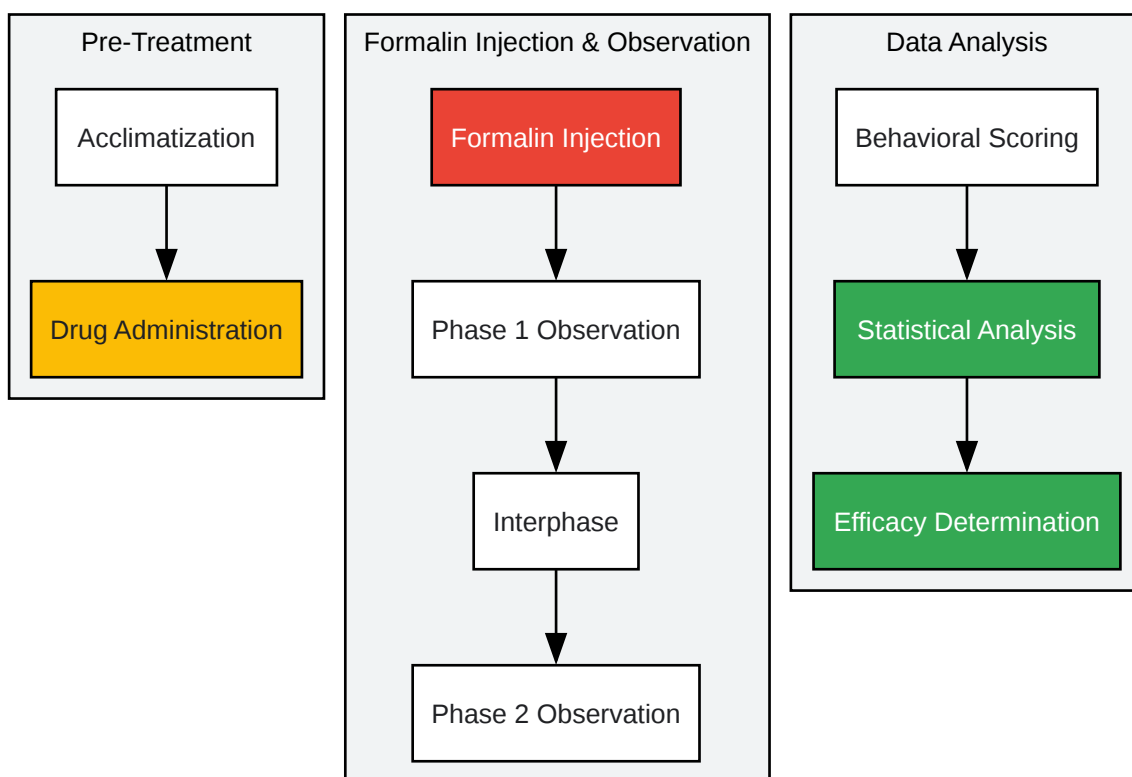 Pre-Treatment
Acclimatization
Drug Administration
Formalin Injection & Observation
Formalin Injection
Phase 1 Observation
Interphase
Phase 2 Observation
Data Analysis
Behavioral Scoring
Statistical Analysis
Efficacy Determination